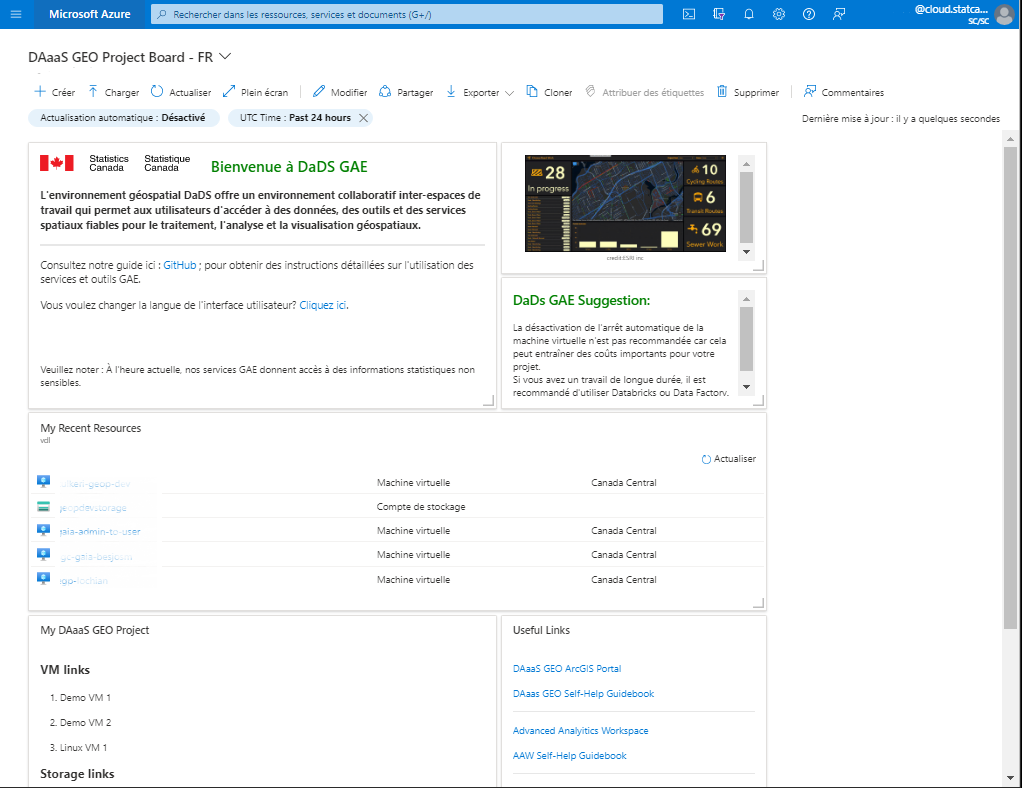 Microsoft Azure
Rechercher dans les ressources, services et documents (G+/)
@cloud.statca...
SC/SC
DAaaS GEO Project Board - FR
Créer
Charger
Actualiser
Plein écran
Modifier
Partager
Exporter
Cloner
Attribuer des étiquettes
Supprimer
Commentaires
Actualisation automatique : Désactivé
UTC Time : Past 24 hours
Dernière mise à jour : il y a quelques secondes
Statistics
Canada
Statistique
Canada
Bienvenue à DaDS GAE
L'environnement géospatial DaDS offre un environnement collaboratif inter-espaces de
travail qui permet aux utilisateurs d'accéder à des données, des outils et des services
spatiaux fiables pour le traitement, l'analyse et la visualisation géospatiaux.
Consultez notre guide ici : GitHub ; pour obtenir des instructions détaillées sur l'utilisation des
services et outils GAE.
Vous voulez changer la langue de l'interface utilisateur? Cliquez ici.
Veuillez noter : À l'heure actuelle, nos services GAE donnent accès à des informations statistiques non
sensibles.
28
In progress
10
Cycling Routes
6
Transit Routes
69
Sewer Work
credit:ESRI inc
DaDs GAE Suggestion:
La désactivation de l'arrêt automatique de la
machine virtuelle n'est pas recommandée car cela
peut entraîner des coûts importants pour votre
projet.
Si vous avez un travail de longue durée, il est
recommandé d'utiliser Databricks ou Data Factory.
My Recent Resources
vdl
Actualiser
Machine virtuelle Canada Central
Compte de stockage
gaia-admin-to-user Machine virtuelle Canada Central
Machine virtuelle Canada Central
Machine virtuelle Canada Central
My DAaaS GEO Project
VM links
1. Demo VM 1
2. Demo VM 2
3. Linux VM 1
Storage links
Useful Links
DAaaS GEO ArcGIS Portal
DAaas GEO Self-Help Guidebook
Advanced Analyitics Workspace
AAW Self-Help Guidebook